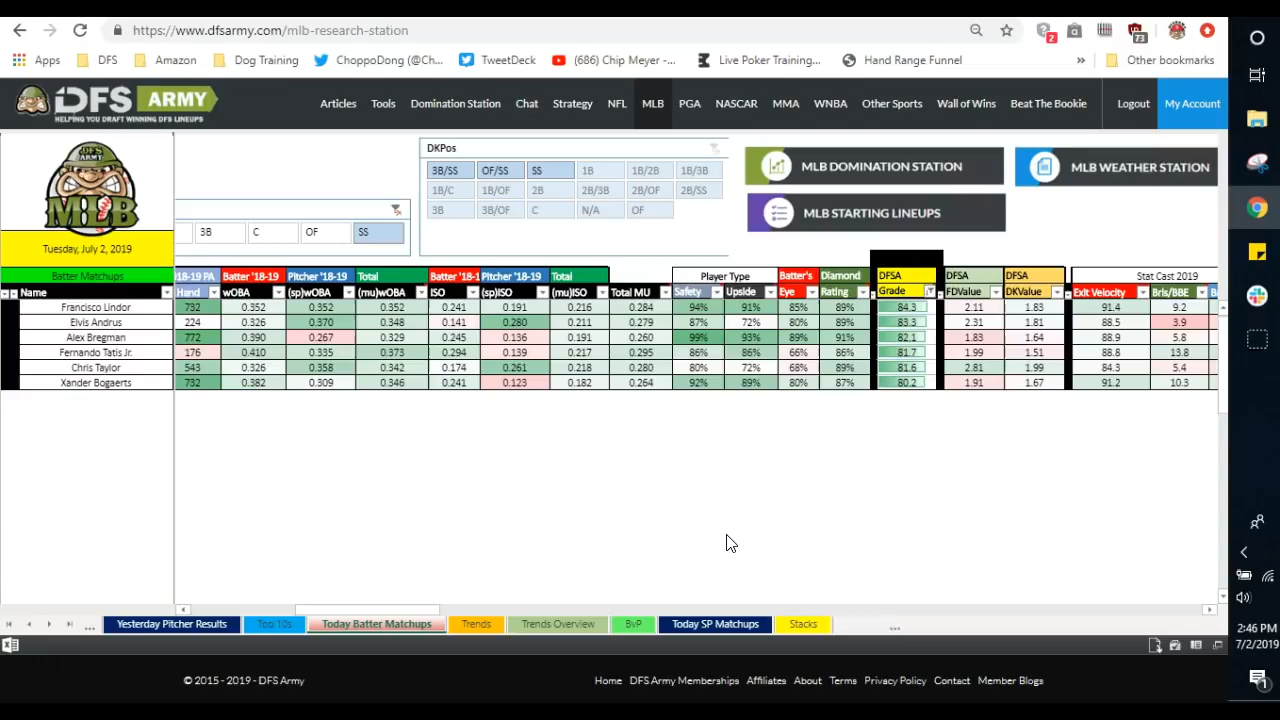 https://www.dfsarmy.com/mlb-research-station
2
73
Apps DFS Amazon Dog Training ChoppoDong (@Ch... TweetDeck (686) Chip Meyer -... Live Poker Training... Hand Range Funnel » Other bookmarks
DFS ARMY
HELPING YOU DRAFT WINNING DFS LINEUPS
Articles Tools Domination Station Chat Strategy NFL MLB PGA NASCAR MMA WNBA Other Sports Wall of Wins Beat The Bookie Logout My Account
DKPos
3B/SS OF/SS SS 1B 1B/2B 1B/3B
1B/C 1B/OF 2B 2B/3B 2B/OF 2B/SS
3B 3B/OF C N/A OF
3B C OF SS
MLB DOMINATION STATION
MLB WEATHER STATION
MLB STARTING LINEUPS
MLB
Tuesday, July 2, 2019
Batter Matchups '18-19 PA Batter '18-19 Pitcher '18-19 Total Batter '18-1 Pitcher '18-19 Total Player Type Batter's Diamond DFSA DFSA DFSA Stat Cast 2019
Name Hand wOBA (sp)wOBA (mu)wOBA ISO (sp)ISO (mu)ISO Total MU Safety Upside Eye Rating Grade FDValue DKValue Exit Velocity Brls/BBE
Francisco Lindor 732 0.352 0.352 0.352 0.241 0.191 0.216 0.284 94% 91% 85% 89% 84.3 2.11 1.83 91.4 9.2
Elvis Andrus 224 0.326 0.370 0.348 0.141 0.280 0.211 0.279 87% 72% 80% 89% 83.3 2.31 1.81 88.5 3.9
Alex Bregman 772 0.390 0.267 0.329 0.245 0.136 0.191 0.260 99% 93% 89% 91% 82.1 1.83 1.64 88.9 5.8
Fernando Tatis Jr. 176 0.410 0.335 0.373 0.294 0.139 0.217 0.295 86% 86% 66% 86% 81.7 1.99 1.51 88.8 13.8
Chris Taylor 543 0.326 0.358 0.342 0.174 0.261 0.218 0.280 80% 72% 68% 89% 81.6 2.81 1.99 84.3 5.4
Xander Bogaerts 732 0.382 0.309 0.346 0.241 0.123 0.182 0.264 92% 89% 80% 87% 80.2 1.91 1.67 91.2 10.3
... Yesterday Pitcher Results Top 10s Today Batter Matchups Trends Trends Overview BvP Today SP Matchups Stacks ...
2:46 PM
7/2/2019
1
© 2015 - 2019 - DFS Army Home DFS Army Memberships Affiliates About Terms Privacy Policy Contact Member Blogs